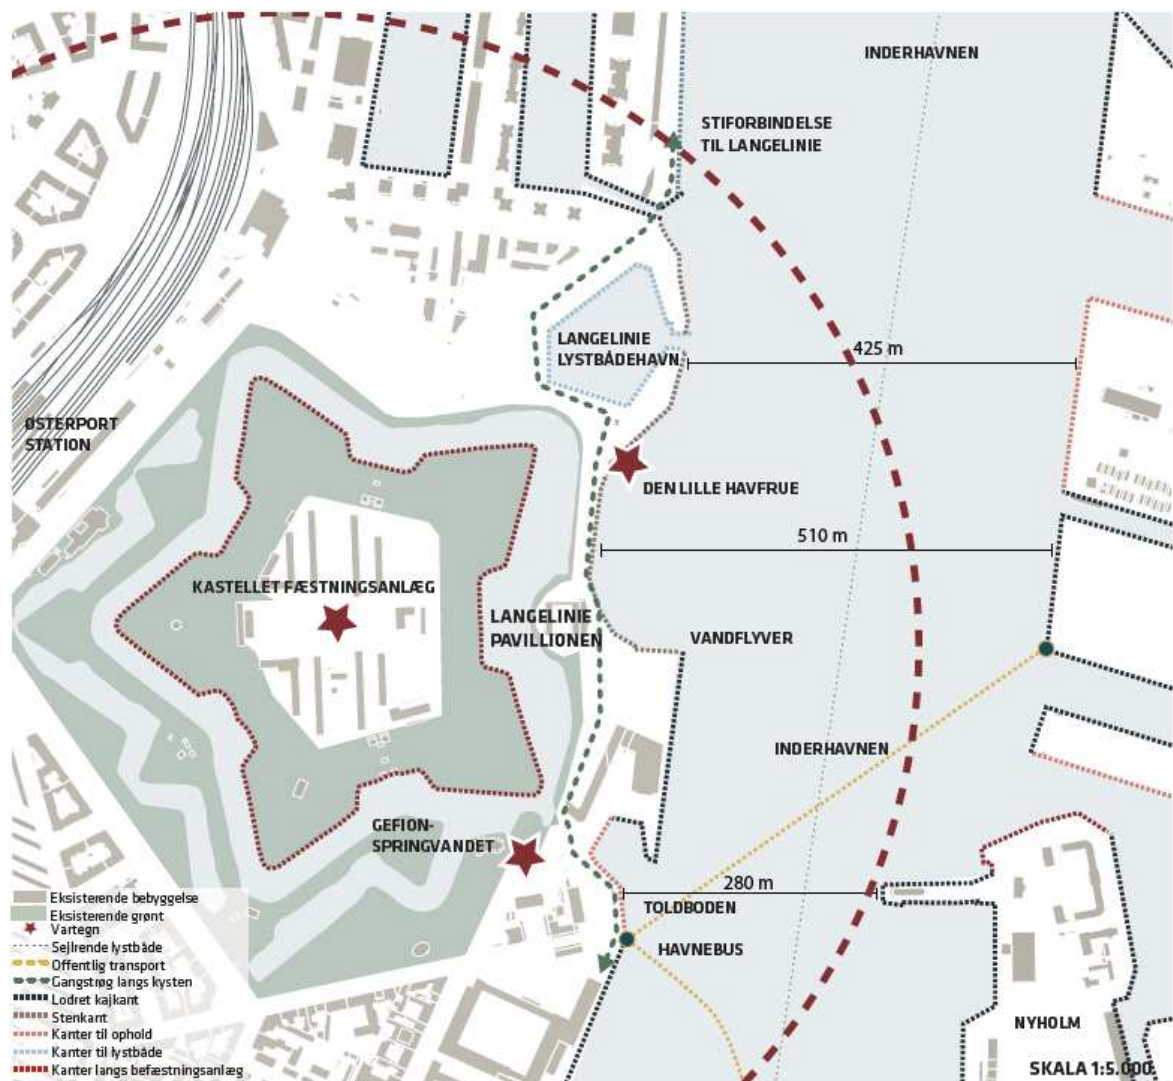 INDERHAVNEN
STIFORBINDELSE
TIL LANGELINIE
LANGELINIE
LYSTBÅDEHAVN
425 m
ØSTERPORT
STATION
DEN LILLE HAVFRUE
510 m
KASTELLET FÆSTNINGSANLÆG
LANGELINIE
PAVILLIONEN
VANDFLYVER
INDERHAVNEN
GEFION-
SPRINGVANDET
280 m
TOLDBODEN
HAVNEBUS
NYHOLM
SKALA 1:5.000
Eksisterende bebyggelse
Eksisterende grønt
Vartegn
Sejlrende lystbåde
Offentlig transport
Gangstrøg langs kysten
Lodret kajkant
Stenkant
Kanter til ophold
Kanter til lystbåde
Kanter langs befæstningsanlæg